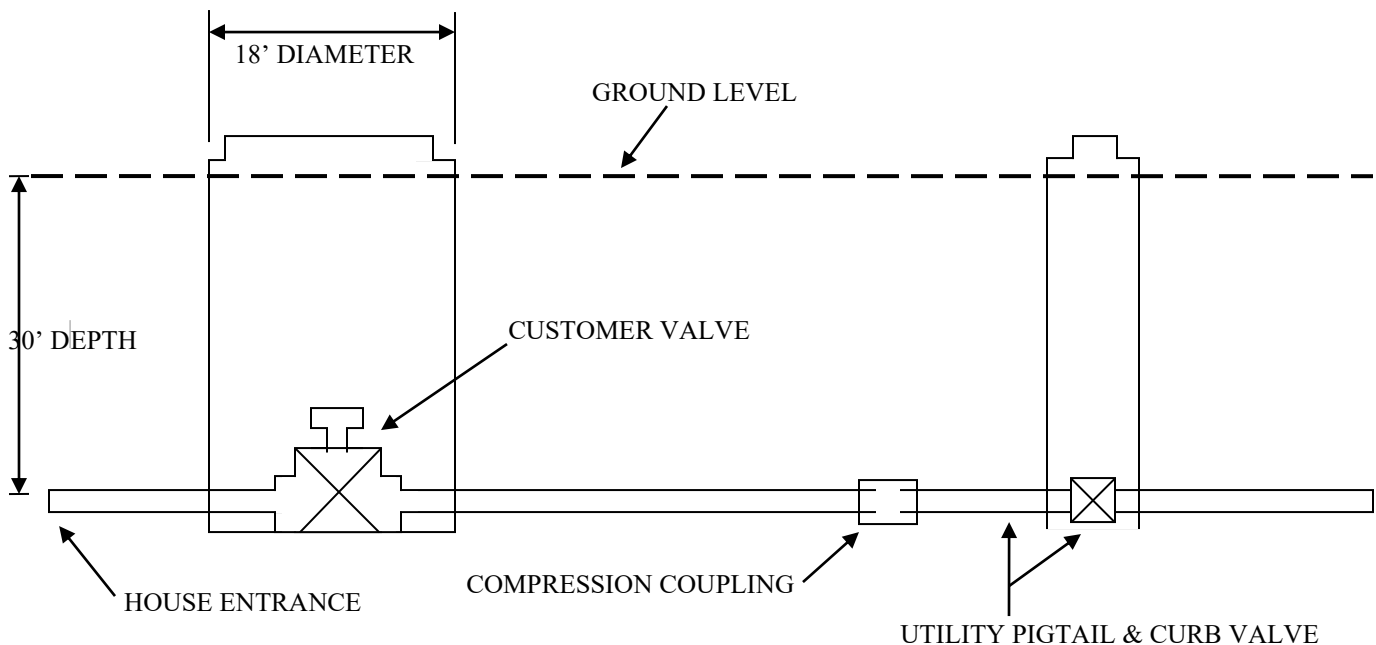 18’ DIAMETER
GROUND LEVEL
30’ DEPTH
CUSTOMER VALVE
COMPRESSION COUPLING
HOUSE ENTRANCE
UTILITY PIGTAIL & CURB VALVE